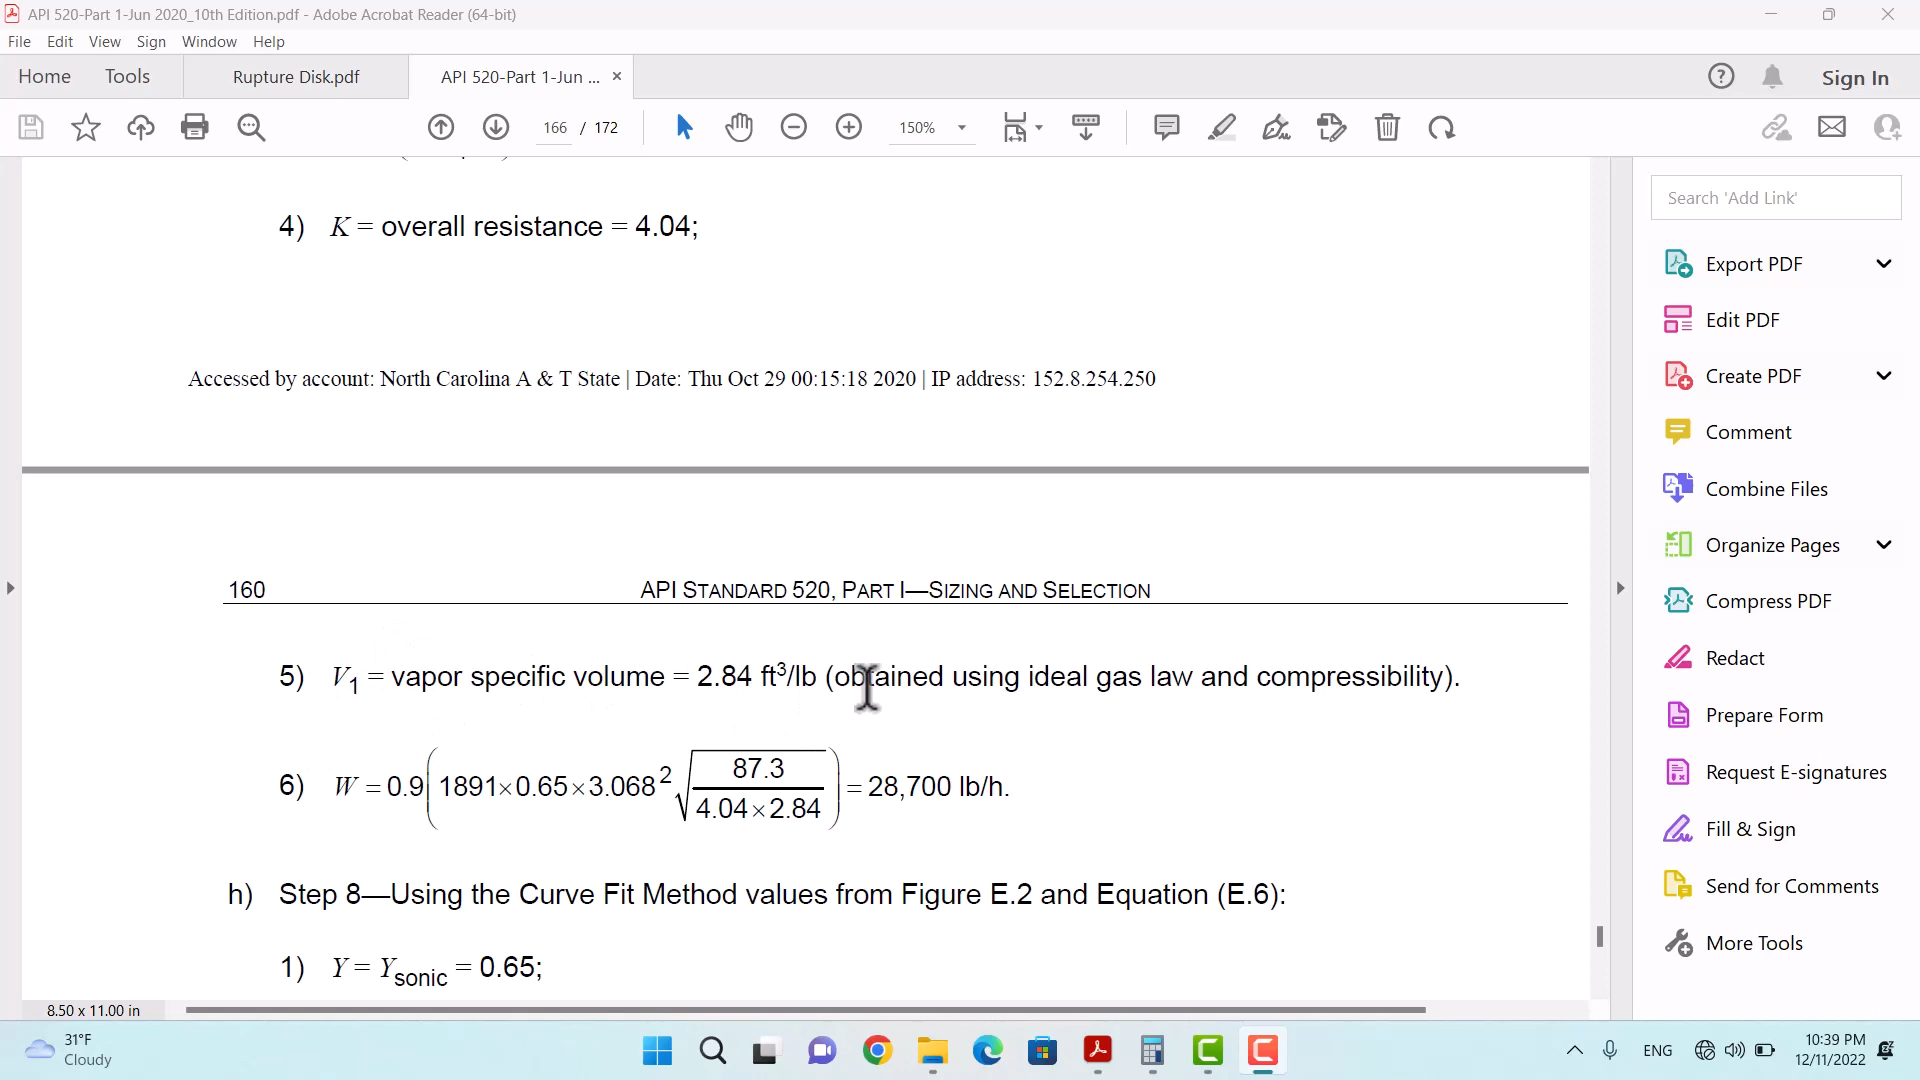 API 520-Part 1-Jun 2020_10th Edition.pdf - Adobe Acrobat Reader (64-bit)
File Edit View Sign Window Help
Home Tools Rupture Disk.pdf API 520-Part 1-Jun ... × Sign In
166 / 172 150%
4) K = overall resistance = 4.04;
Accessed by account: North Carolina A & T State | Date: Thu Oct 29 00:15:18 2020 | IP address: 152.8.254.250
160 API STANDARD 520, PART I—SIZING AND SELECTION
5) V₁ = vapor specific volume = 2.84 ft³/lb (obtained using ideal gas law and compressibility).
6) W = 0.9(1891×0.65×3.068² √(87.3 / 4.04×2.84)) = 28,700 lb/h.
h) Step 8—Using the Curve Fit Method values from Figure E.2 and Equation (E.6):
1) Y = Ysonic = 0.65;
8.50 x 11.00 in
Search 'Add Link'
Export PDF
Edit PDF
Create PDF
Comment
Combine Files
Organize Pages
Compress PDF
Redact
Prepare Form
Request E-signatures
Fill & Sign
Send for Comments
More Tools
31°F
Cloudy
ENG
10:39 PM
12/11/2022